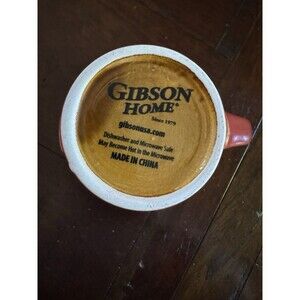 GIBSON
HOME®
Since 1979
gibsonusa.com
Dishwasher and Microwave Safe
May Become Hot in the Microwave
MADE IN CHINA